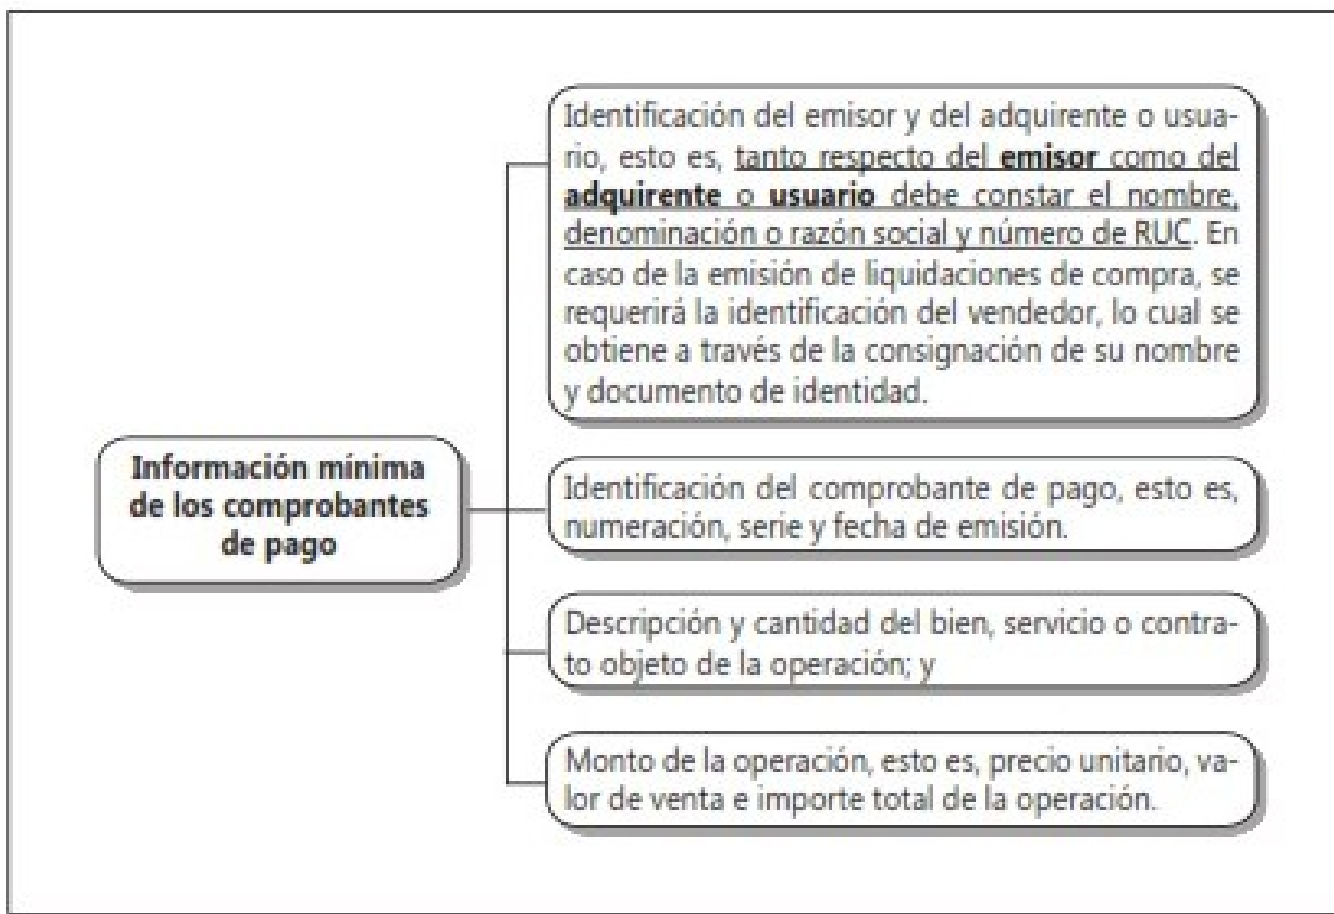 Identificación del emisor y del adquirente o usua-
rio, esto es, tanto respecto del emisor como del
adquirente o usuario debe constar el nombre,
denominación o razón social y número de RUC. En
caso de la emisión de liquidaciones de compra, se
requerirá la identificación del vendedor, lo cual se
obtiene a través de la consignación de su nombre
y documento de identidad.
Información mínima
de los comprobantes
de pago
Identificación del comprobante de pago, esto es,
numeración, serie y fecha de emisión.
Descripción y cantidad del bien, servicio o contra-
to objeto de la operación; y
Monto de la operación, esto es, precio unitario, va-
lor de venta e importe total de la operación.